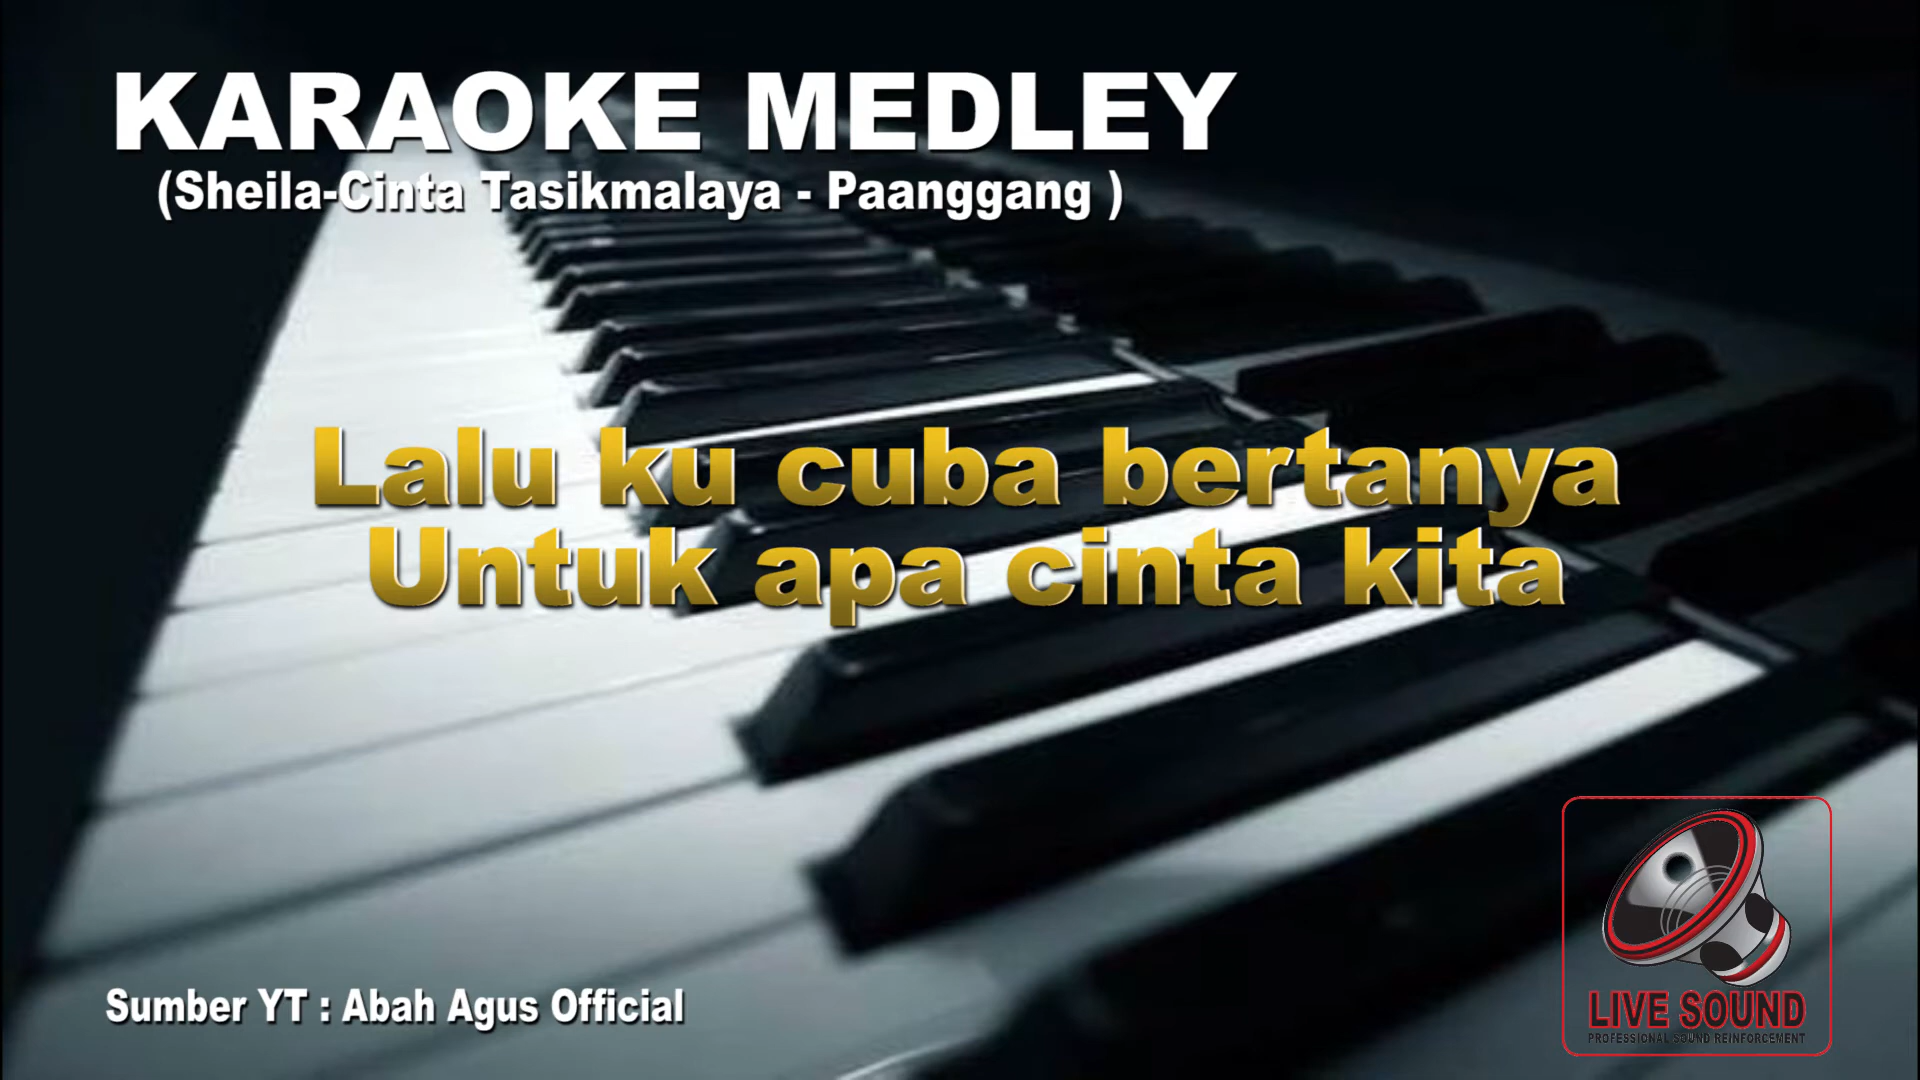 KARAOKE MEDLEY
(Sheila-Cinta Tasikmalaya - Paanggang )
Lalu ku cuba bertanya
Untuk apa cinta kita
Sumber YT : Abah Agus Official
LIVE SOUND
PROFESSIONAL SOUND REINFORCEMENT